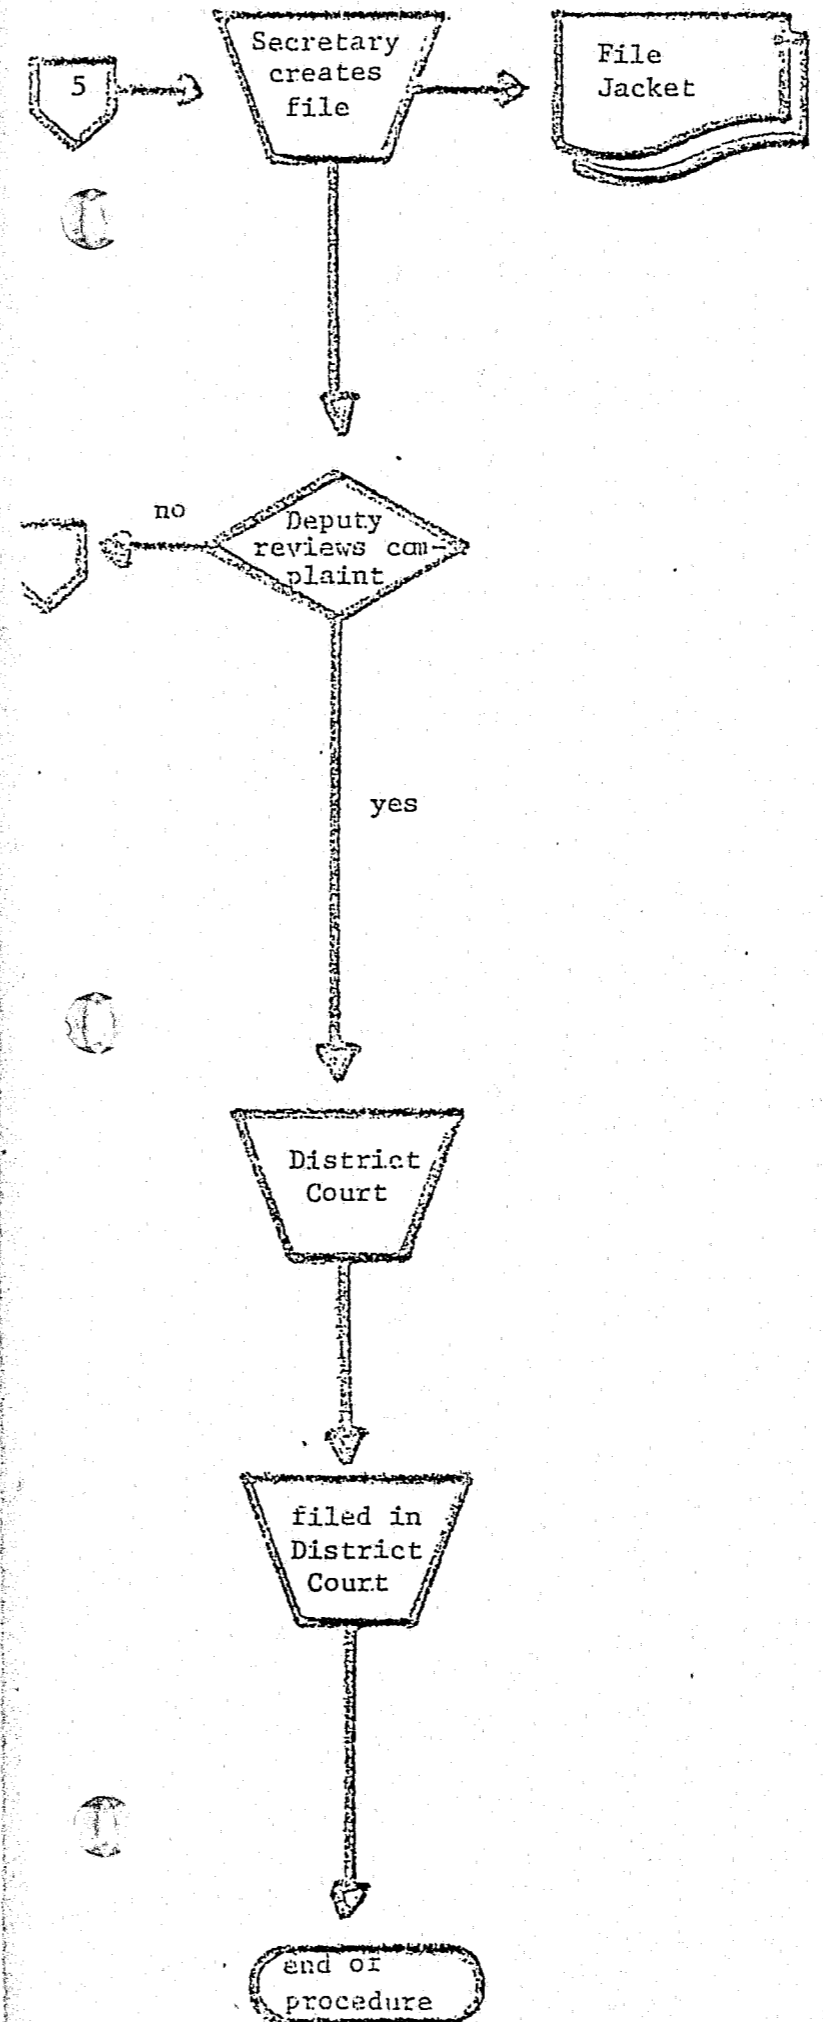 Secretary
creates
file
5
File
Jacket
no
Deputy
reviews com-
plaint
yes
District
Court
filed in
District
Court
end of
procedure